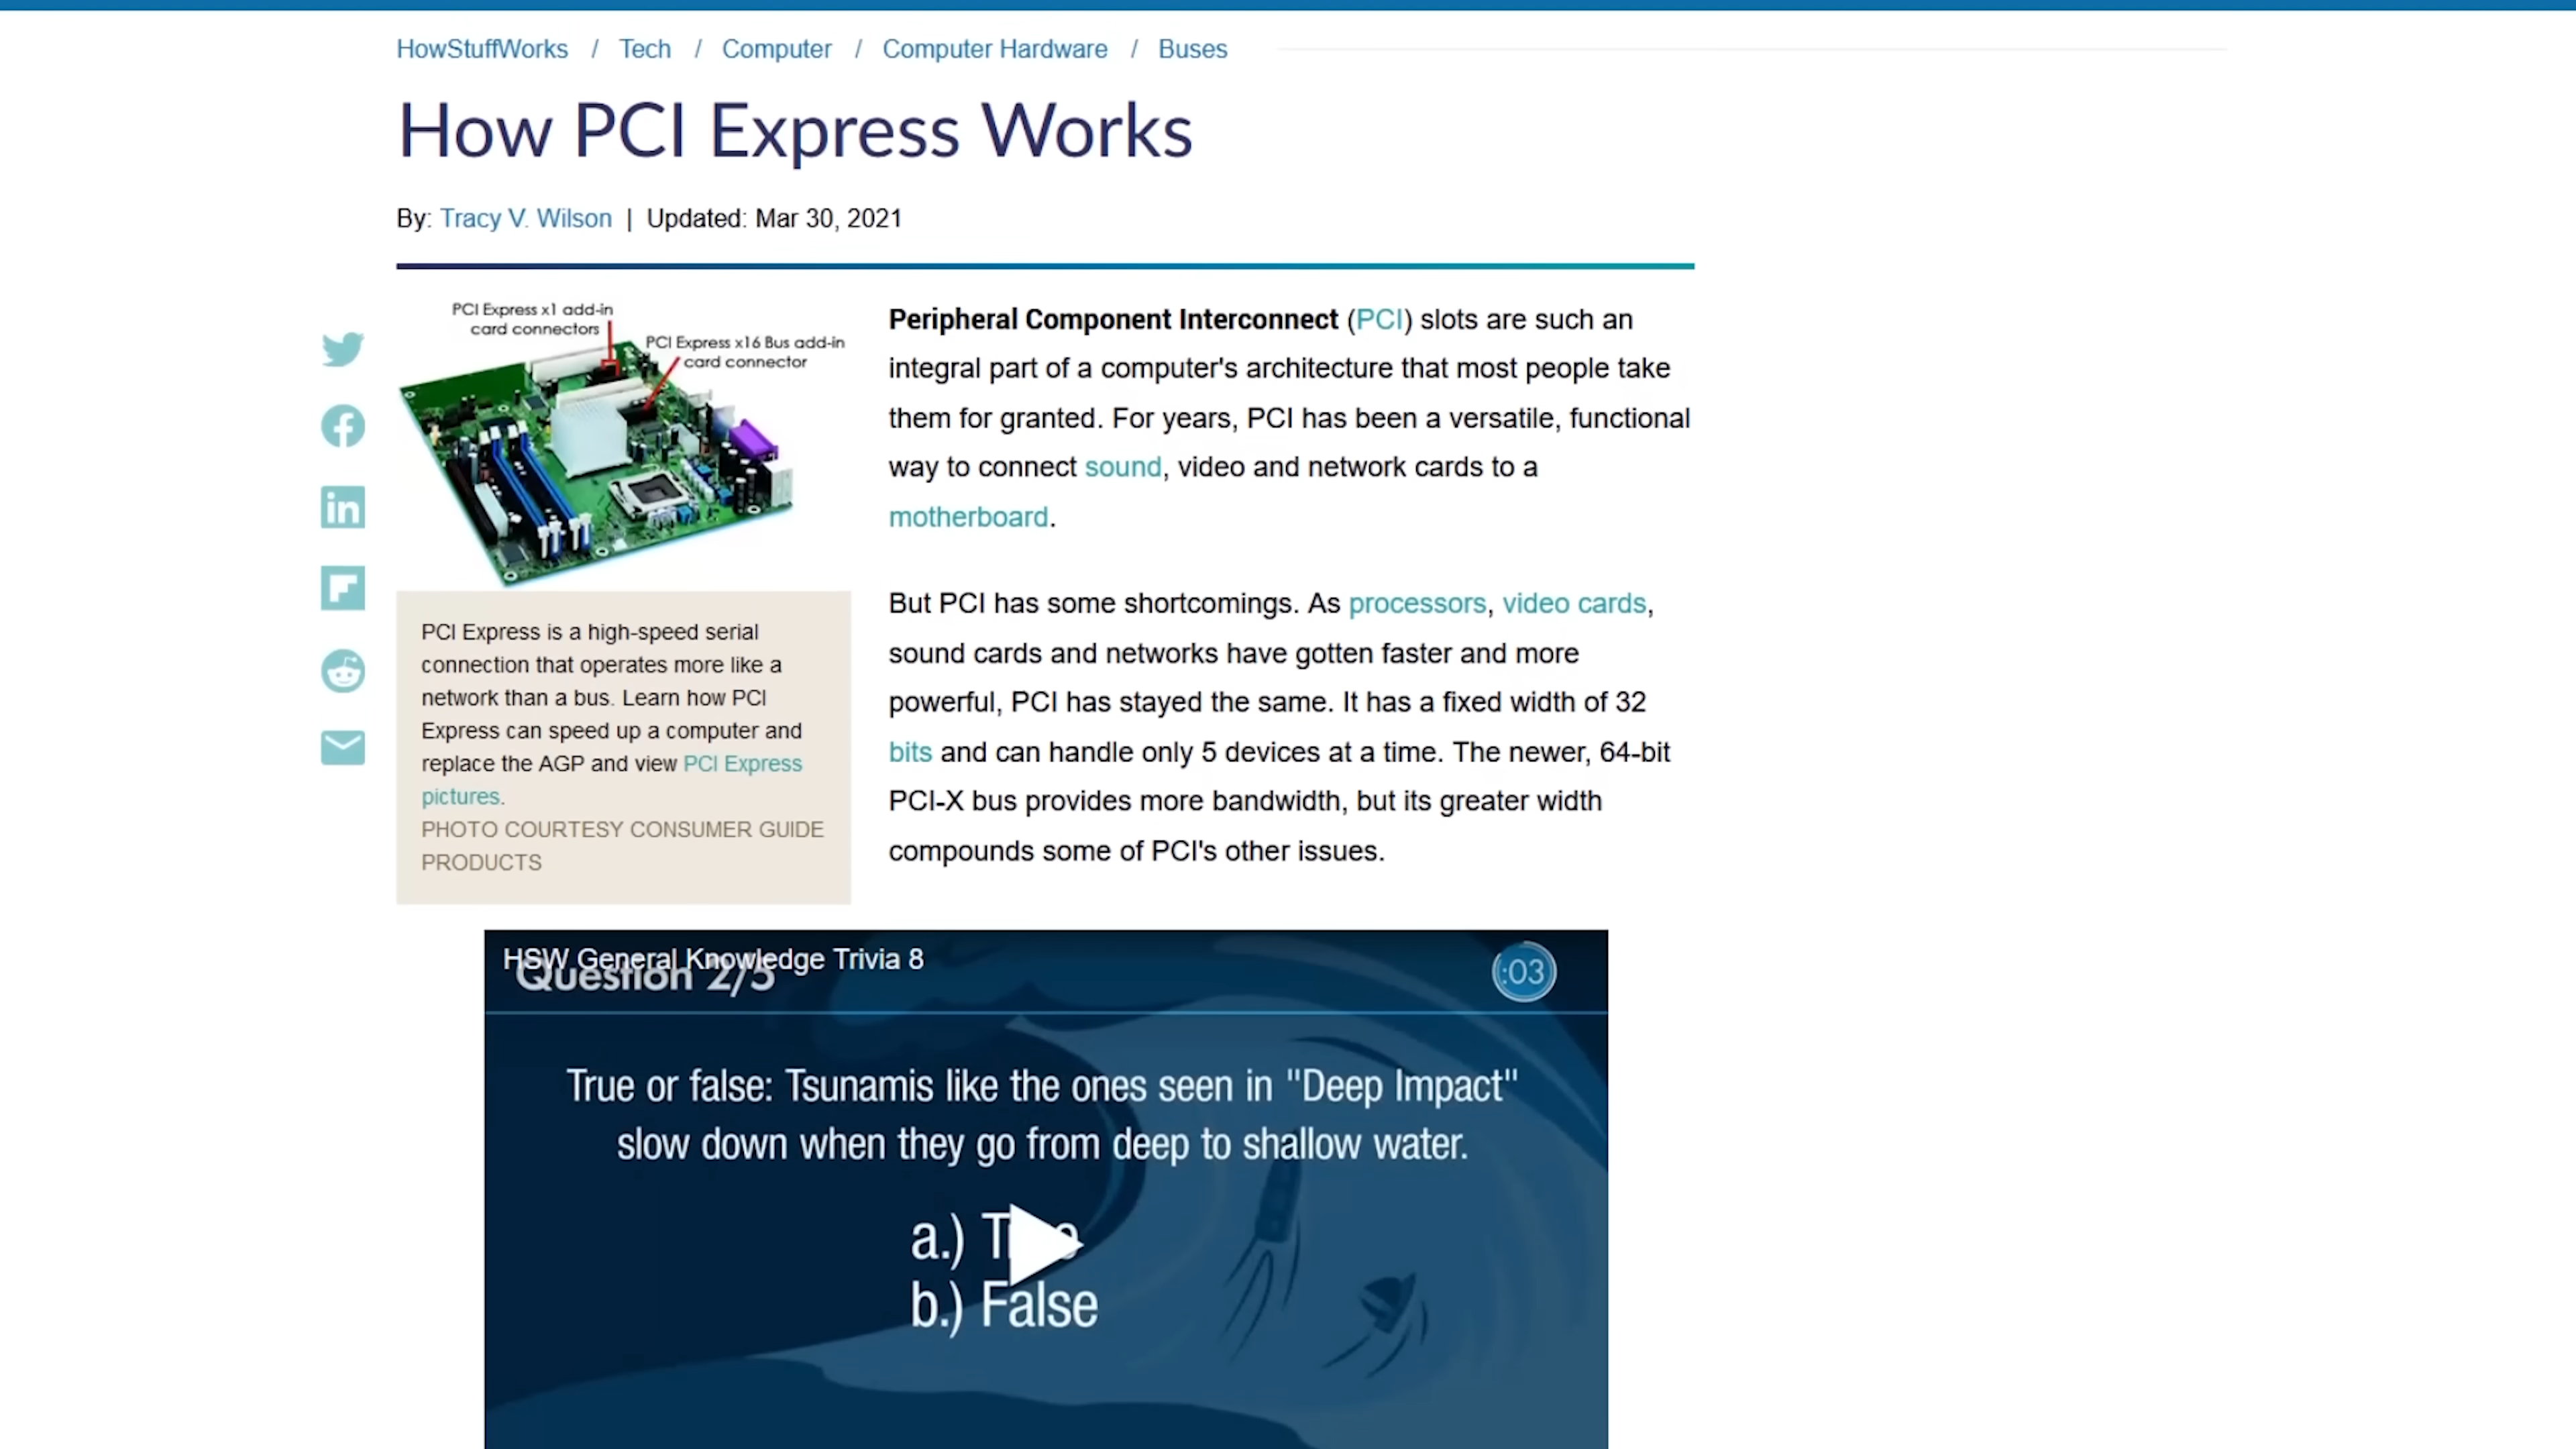 HowStuffWorks / Tech / Computer / Computer Hardware / Buses
How PCI Express Works
By: Tracy V. Wilson | Updated: Mar 30, 2021
PCI Express x1 add-in
card connectors
PCI Express x16 Bus add-in
card connector
PCI Express is a high-speed serial
connection that operates more like a
network than a bus. Learn how PCI
Express can speed up a computer and
replace the AGP and view PCI Express
pictures.
PHOTO COURTESY CONSUMER GUIDE
PRODUCTS
Peripheral Component Interconnect (PCI) slots are such an
integral part of a computer's architecture that most people take
them for granted. For years, PCI has been a versatile, functional
way to connect sound, video and network cards to a
motherboard.
But PCI has some shortcomings. As processors, video cards,
sound cards and networks have gotten faster and more
powerful, PCI has stayed the same. It has a fixed width of 32
bits and can handle only 5 devices at a time. The newer, 64-bit
PCI-X bus provides more bandwidth, but its greater width
compounds some of PCI's other issues.
HSW General Knowledge Trivia 8
Question 2/5
:03
True or false: Tsunamis like the ones seen in "Deep Impact"
slow down when they go from deep to shallow water.
a.) True
b.) False